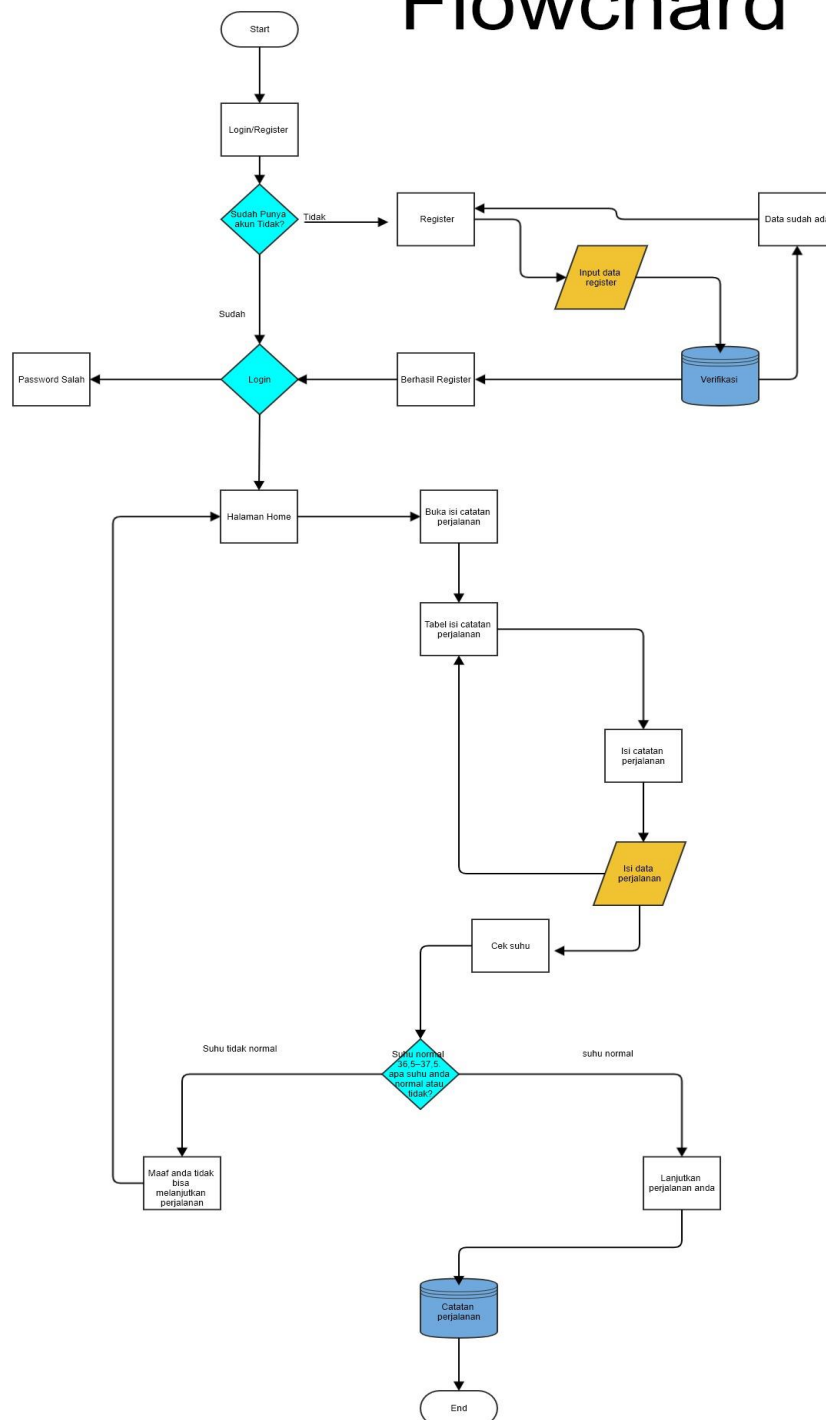 Flowchard
Start
Login/Register
Sudah Punya
akun Tidak?
Tidak
Register
Data sudah ada
Input data
register
Sudah
Password Salah
Login
Berhasil Register
Verifikasi
Halaman Home
Buka isi catatan
perjalanan
Tabel isi catatan
perjalanan
Isi catatan
perjalanan
Isi data
perjalanan
Cek suhu
Suhu tidak normal
Suhu normal
36,5–37,5.
apa suhu anda
normal atau
tidak?
suhu normal
Maaf anda tidak
bisa
melanjutkan
perjalanan
Lanjutkan
perjalanan anda
Catatan
perjalanan
End